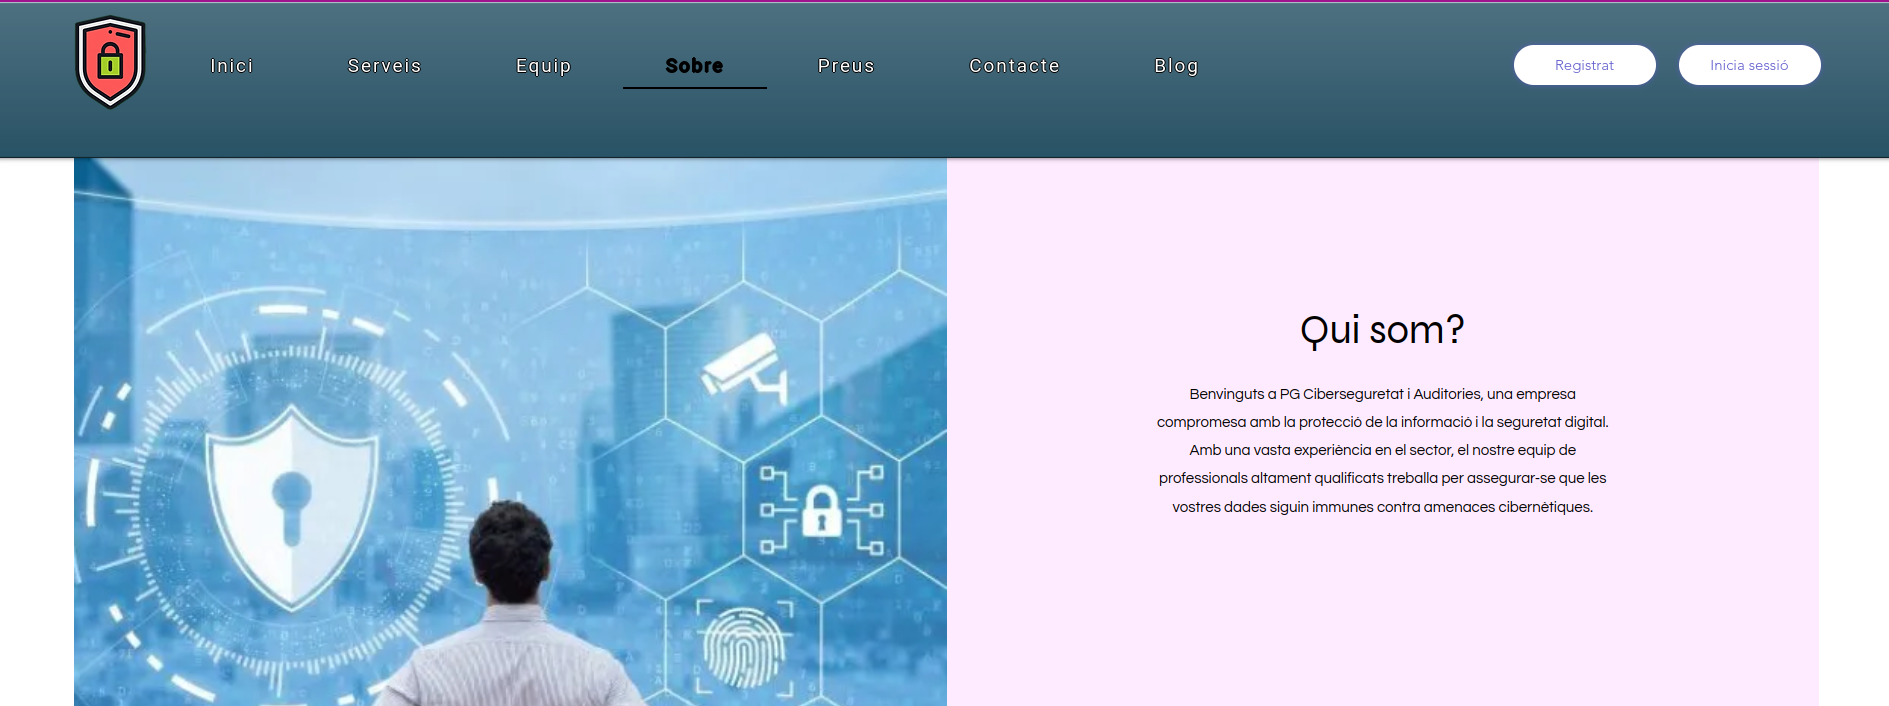 Inici
Serveis
Equip
Sobre
Preus
Contacte
Blog
Registrat
Inicia sessió
Qui som?
Benvinguts a PG Ciberseguretat i Auditories, una empresa
compromesa amb la protecció de la informació i la seguretat digital.
Amb una vasta experiència en el sector, el nostre equip de
professionals altament qualificats treballa per assegurar-se que les
vostres dades siguin immunes contra amenaces cibernètiques.